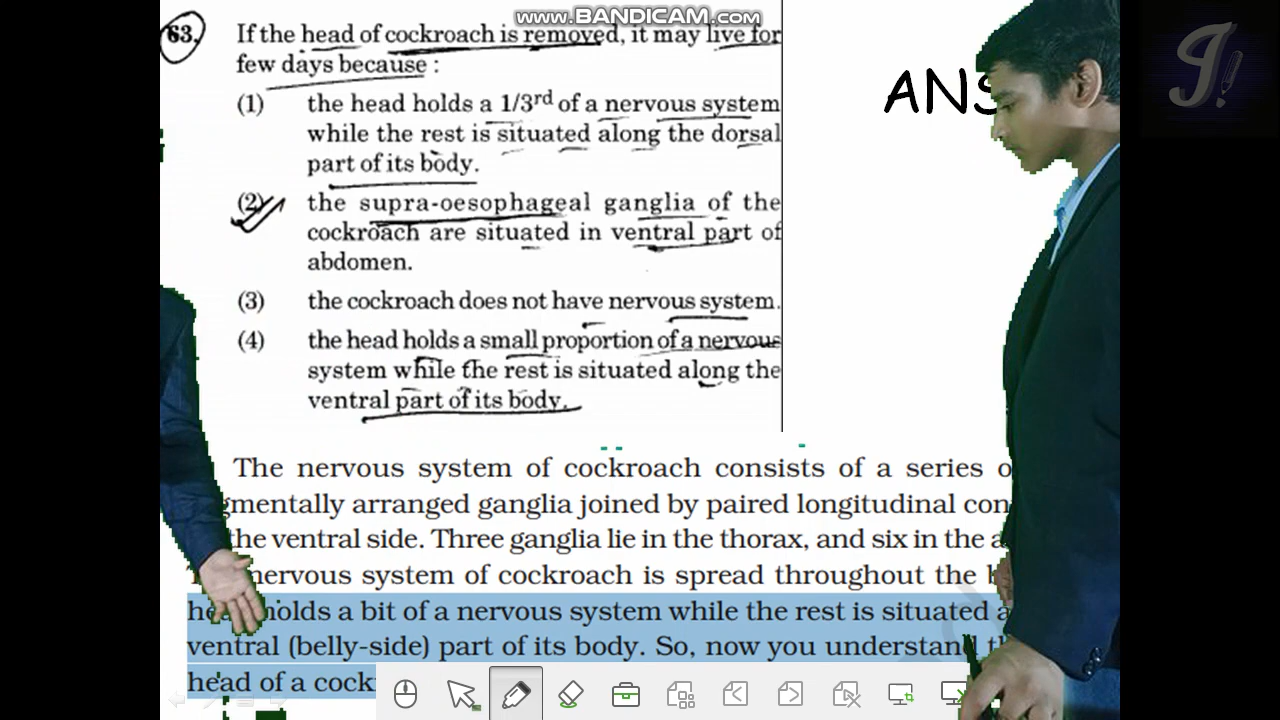 www.BANDICAM.com
63. If the head of cockroach is removed, it may live for
few days because :
(1) the head holds a 1/3rd of a nervous system
while the rest is situated along the dorsal
part of its body.
(2) the supra-oesophageal ganglia of the
cockroach are situated in ventral part of
abdomen.
(3) the cockroach does not have nervous system.
(4) the head holds a small proportion of a nervous
system while the rest is situated along the
ventral part of its body.
ANS
The nervous system of cockroach consists of a series
arranged ganglia joined by paired longitudinal
the ventral side. Three ganglia lie in the thorax, and six in the
nervous system of cockroach is spread throughout the
holds a bit of a nervous system while the rest is situated
ventral (belly-side) part of its body. So, now you understand
head of a